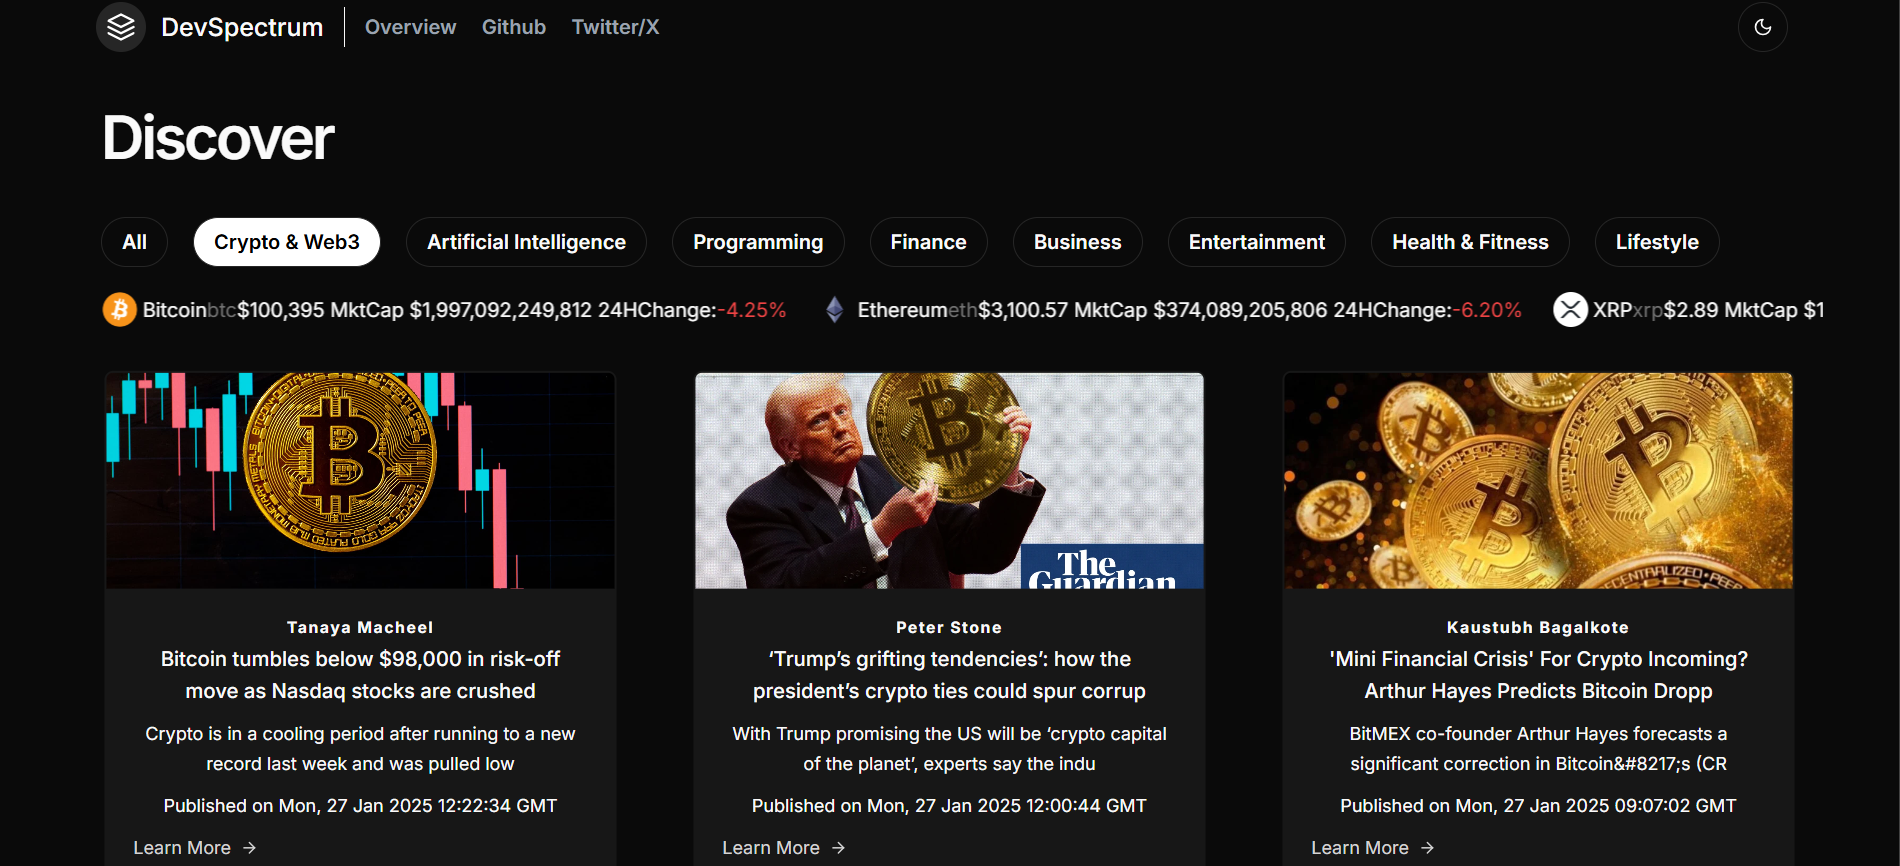 DevSpectrum Overview Github Twitter/X
Discover
All Crypto & Web3 Artificial Intelligence Programming Finance Business Entertainment Health & Fitness Lifestyle
Bitcoinbtc$100,395 MktCap $1,997,092,249,812 24HChange:-4.25% Ethereumeth$3,100.57 MktCap $374,089,205,806 24HChange:-6.20% XRPxrp$2.89 MktCap $1
The
Guardian
Tanaya Macheel
Bitcoin tumbles below $98,000 in risk-off
move as Nasdaq stocks are crushed
Crypto is in a cooling period after running to a new
record last week and was pulled low
Published on Mon, 27 Jan 2025 12:22:34 GMT
Learn More →
Peter Stone
‘Trump’s grifting tendencies’: how the
president’s crypto ties could spur corrup
With Trump promising the US will be ‘crypto capital
of the planet’, experts say the indu
Published on Mon, 27 Jan 2025 12:00:44 GMT
Learn More →
Kaustubh Bagalkote
'Mini Financial Crisis' For Crypto Incoming?
Arthur Hayes Predicts Bitcoin Dropp
BitMEX co-founder Arthur Hayes forecasts a
significant correction in Bitcoin&#8217;s (CR
Published on Mon, 27 Jan 2025 09:07:02 GMT
Learn More →